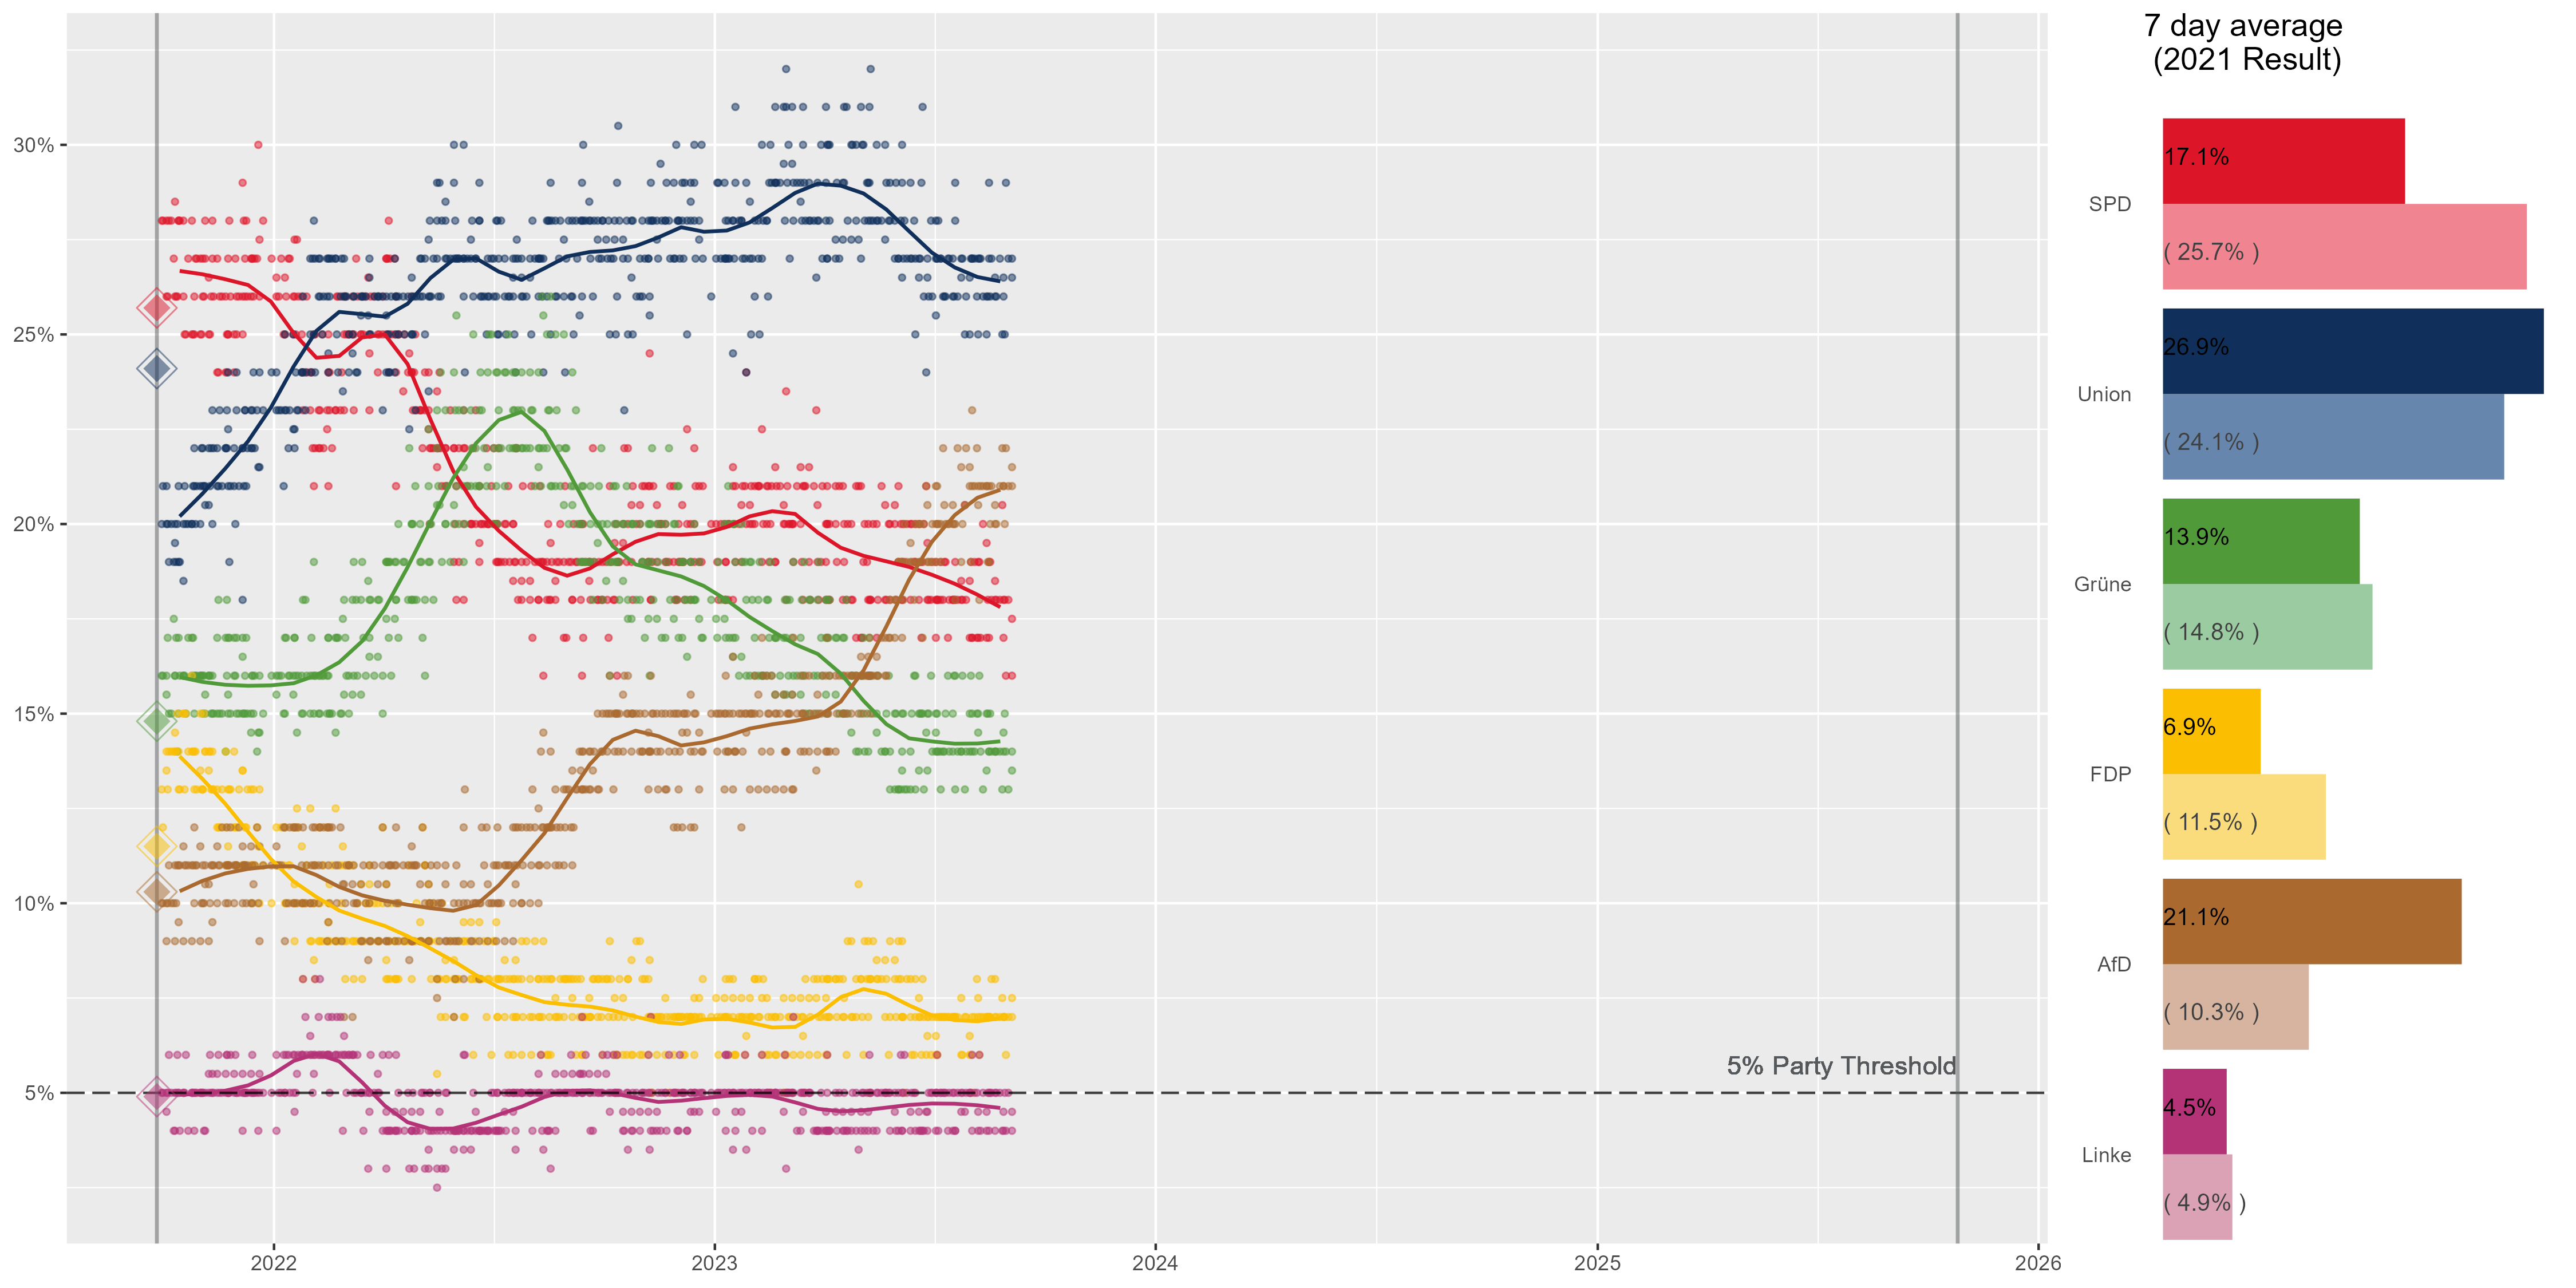 7 day average
(2021 Result)
30%
25%
20%
15%
10%
5%
5% Party Threshold
2022
2023
2024
2025
2026
SPD
17.1%
( 25.7% )
Union
26.9%
( 24.1% )
Grüne
13.9%
( 14.8% )
FDP
6.9%
( 11.5% )
AfD
21.1%
( 10.3% )
Linke
4.5%
( 4.9% )